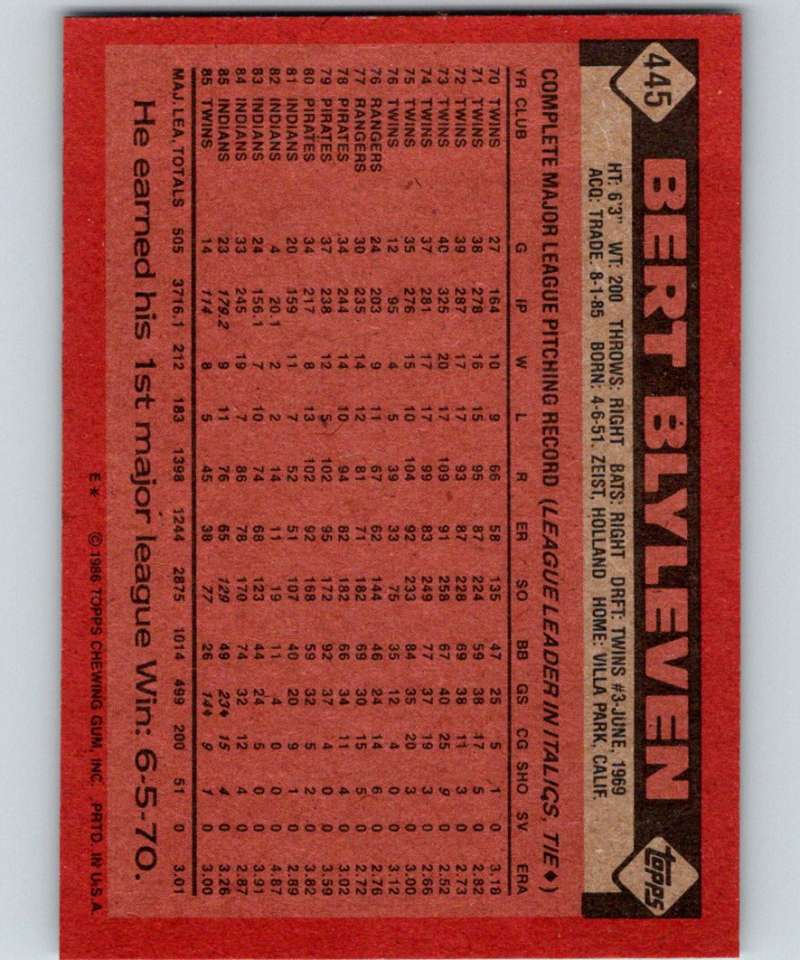 445
BERT BLYLEVEN
topps
HT: 6'3" WT: 200 THROWS: RIGHT BATS: RIGHT DRFT: TWINS #3-JUNE, 1969
ACQ: TRADE, 8-1-85 BORN: 4-6-51, ZEIST, HOLLAND HOME: VILLA PARK, CALIF.
COMPLETE MAJOR LEAGUE PITCHING RECORD (LEAGUE LEADER IN ITALICS, TIE♦)
YR CLUB G IP W L R ER SO BB GS CG SHO SV ERA
70 TWINS 27 164 10 9 66 58 135 47 25 5 1 0 3.18
71 TWINS 38 278 16 15 95 87 224 59 38 17 5 0 2.82
72 TWINS 39 287 17 17 93 87 228 69 38 11 3 0 2.73
73 TWINS 40 325 20 17 109 91 258 67 40 25 9 0 2.52
74 TWINS 37 281 17 17 99 83 249 77 37 19 3 0 2.66
75 TWINS 35 276 15 10 104 92 233 84 35 20 3 0 3.00
76 TWINS 12 95 4 5 39 33 75 35 12 4 0 0 3.12
76 RANGERS 24 203 9 11 67 62 144 46 24 14 6 0 2.76
77 RANGERS 30 235 14 12 81 71 182 69 30 15 5 0 2.72
78 PIRATES 34 244 14 10 94 82 182 66 34 11 4 0 3.02
79 PIRATES 37 238 12 5 102 95 172 92 37 4 0 0 3.59
80 PIRATES 34 217 8 13 102 92 168 59 32 5 2 0 3.82
81 INDIANS 20 159 11 7 52 51 107 40 20 9 1 0 2.89
82 INDIANS 4 20.1 2 2 14 11 19 11 4 0 0 0 4.87
83 INDIANS 24 156.1 7 10 74 68 123 44 24 5 0 0 3.91
84 INDIANS 33 245 19 7 86 78 170 74 32 12 4 0 2.87
85 INDIANS 23 179.2 9 11 76 65 129 49 23♦ 15 4 0 3.26
85 TWINS 14 114 8 5 45 38 77 26 14♦ 9 1 0 3.00
MAJ. LEA. TOTALS 505 3716.1 212 183 1398 1244 2875 1014 499 200 51 0 3.01
He earned his 1st major league Win: 6-5-70.
E* © 1986 TOPPS CHEWING GUM, INC. PRTD. IN U.S.A.